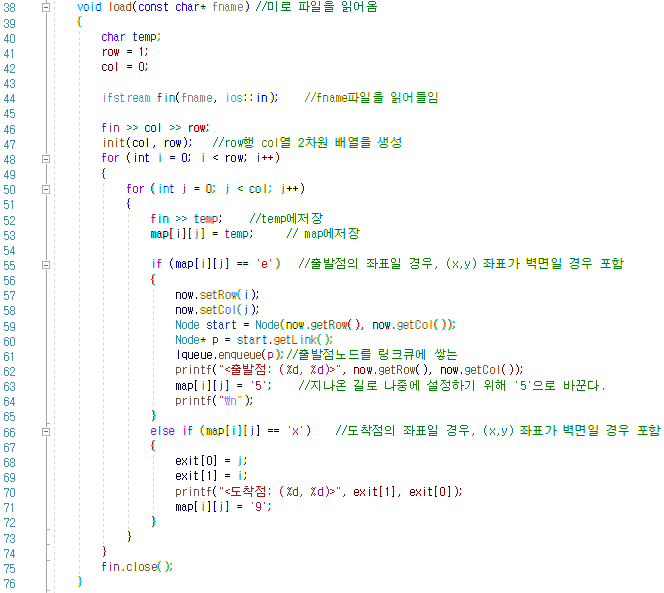 38 void load(const char* fname) //미로 파일을 읽어옴
39 {
40 char temp;
41 row = 1;
42 col = 0;
43
44 ifstream fin(fname, ios::in); //fname파일을 읽어들임
45
46 fin >> col >> row;
47 init(col, row); //row행 col열 2차원 배열을 생성
48 for (int i = 0; i < row; i++)
49 {
50 for (int j = 0; j < col; j++)
51 {
52 fin >> temp; //temp에저장
53 map[i][j] = temp; // map에저장
54
55 if (map[i][j] == 'e') //출발점의 좌표일 경우, (x,y) 좌표가 벽면일 경우 포함
56 {
57 now.setRow(i);
58 now.setCol(j);
59 Node start = Node(now.getRow(), now.getCol());
60 Node* p = start.getLink();
61 lqueue.enqueue(p);//출발점노드를 링크큐에 쌓는
62 printf("<출발점: (%d, %d)>", now.getRow(), now.getCol());
63 map[i][j] = '5'; //지나온 길로 나중에 설정하기 위해 '5'으로 바꾼다.
64 printf("₩n");
65 }
66 else if (map[i][j] == 'x') //도착점의 좌표일 경우, (x,y) 좌표가 벽면일 경우 포함
67 {
68 exit[0] = j;
69 exit[1] = i;
70 printf("<도착점: (%d, %d)>", exit[1], exit[0]);
71 map[i][j] = '9';
72 }
73 }
74 }
75 fin.close();
76 }